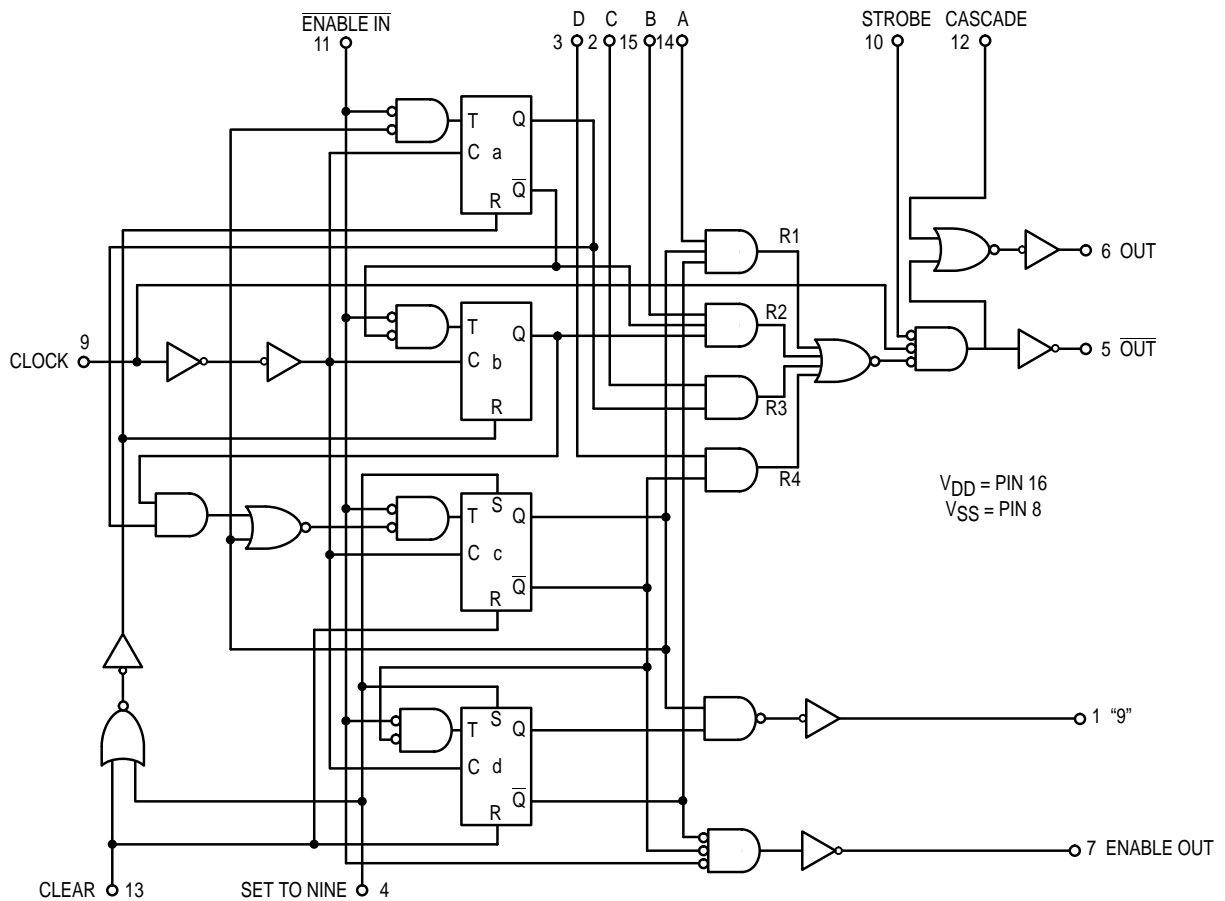 ENABLE IN
11
D C B A
3 2 15 14
STROBE CASCADE
10 12
T Q
C a
Q
R
R1
6 OUT
T Q
C b
R
R2
9
CLOCK
5 OUT
R3
R4
VDD = PIN 16
VSS = PIN 8
S
T Q
C c
Q
R
S
T Q
C d
Q
R
1 “9”
7 ENABLE OUT
CLEAR 13
SET TO NINE 4